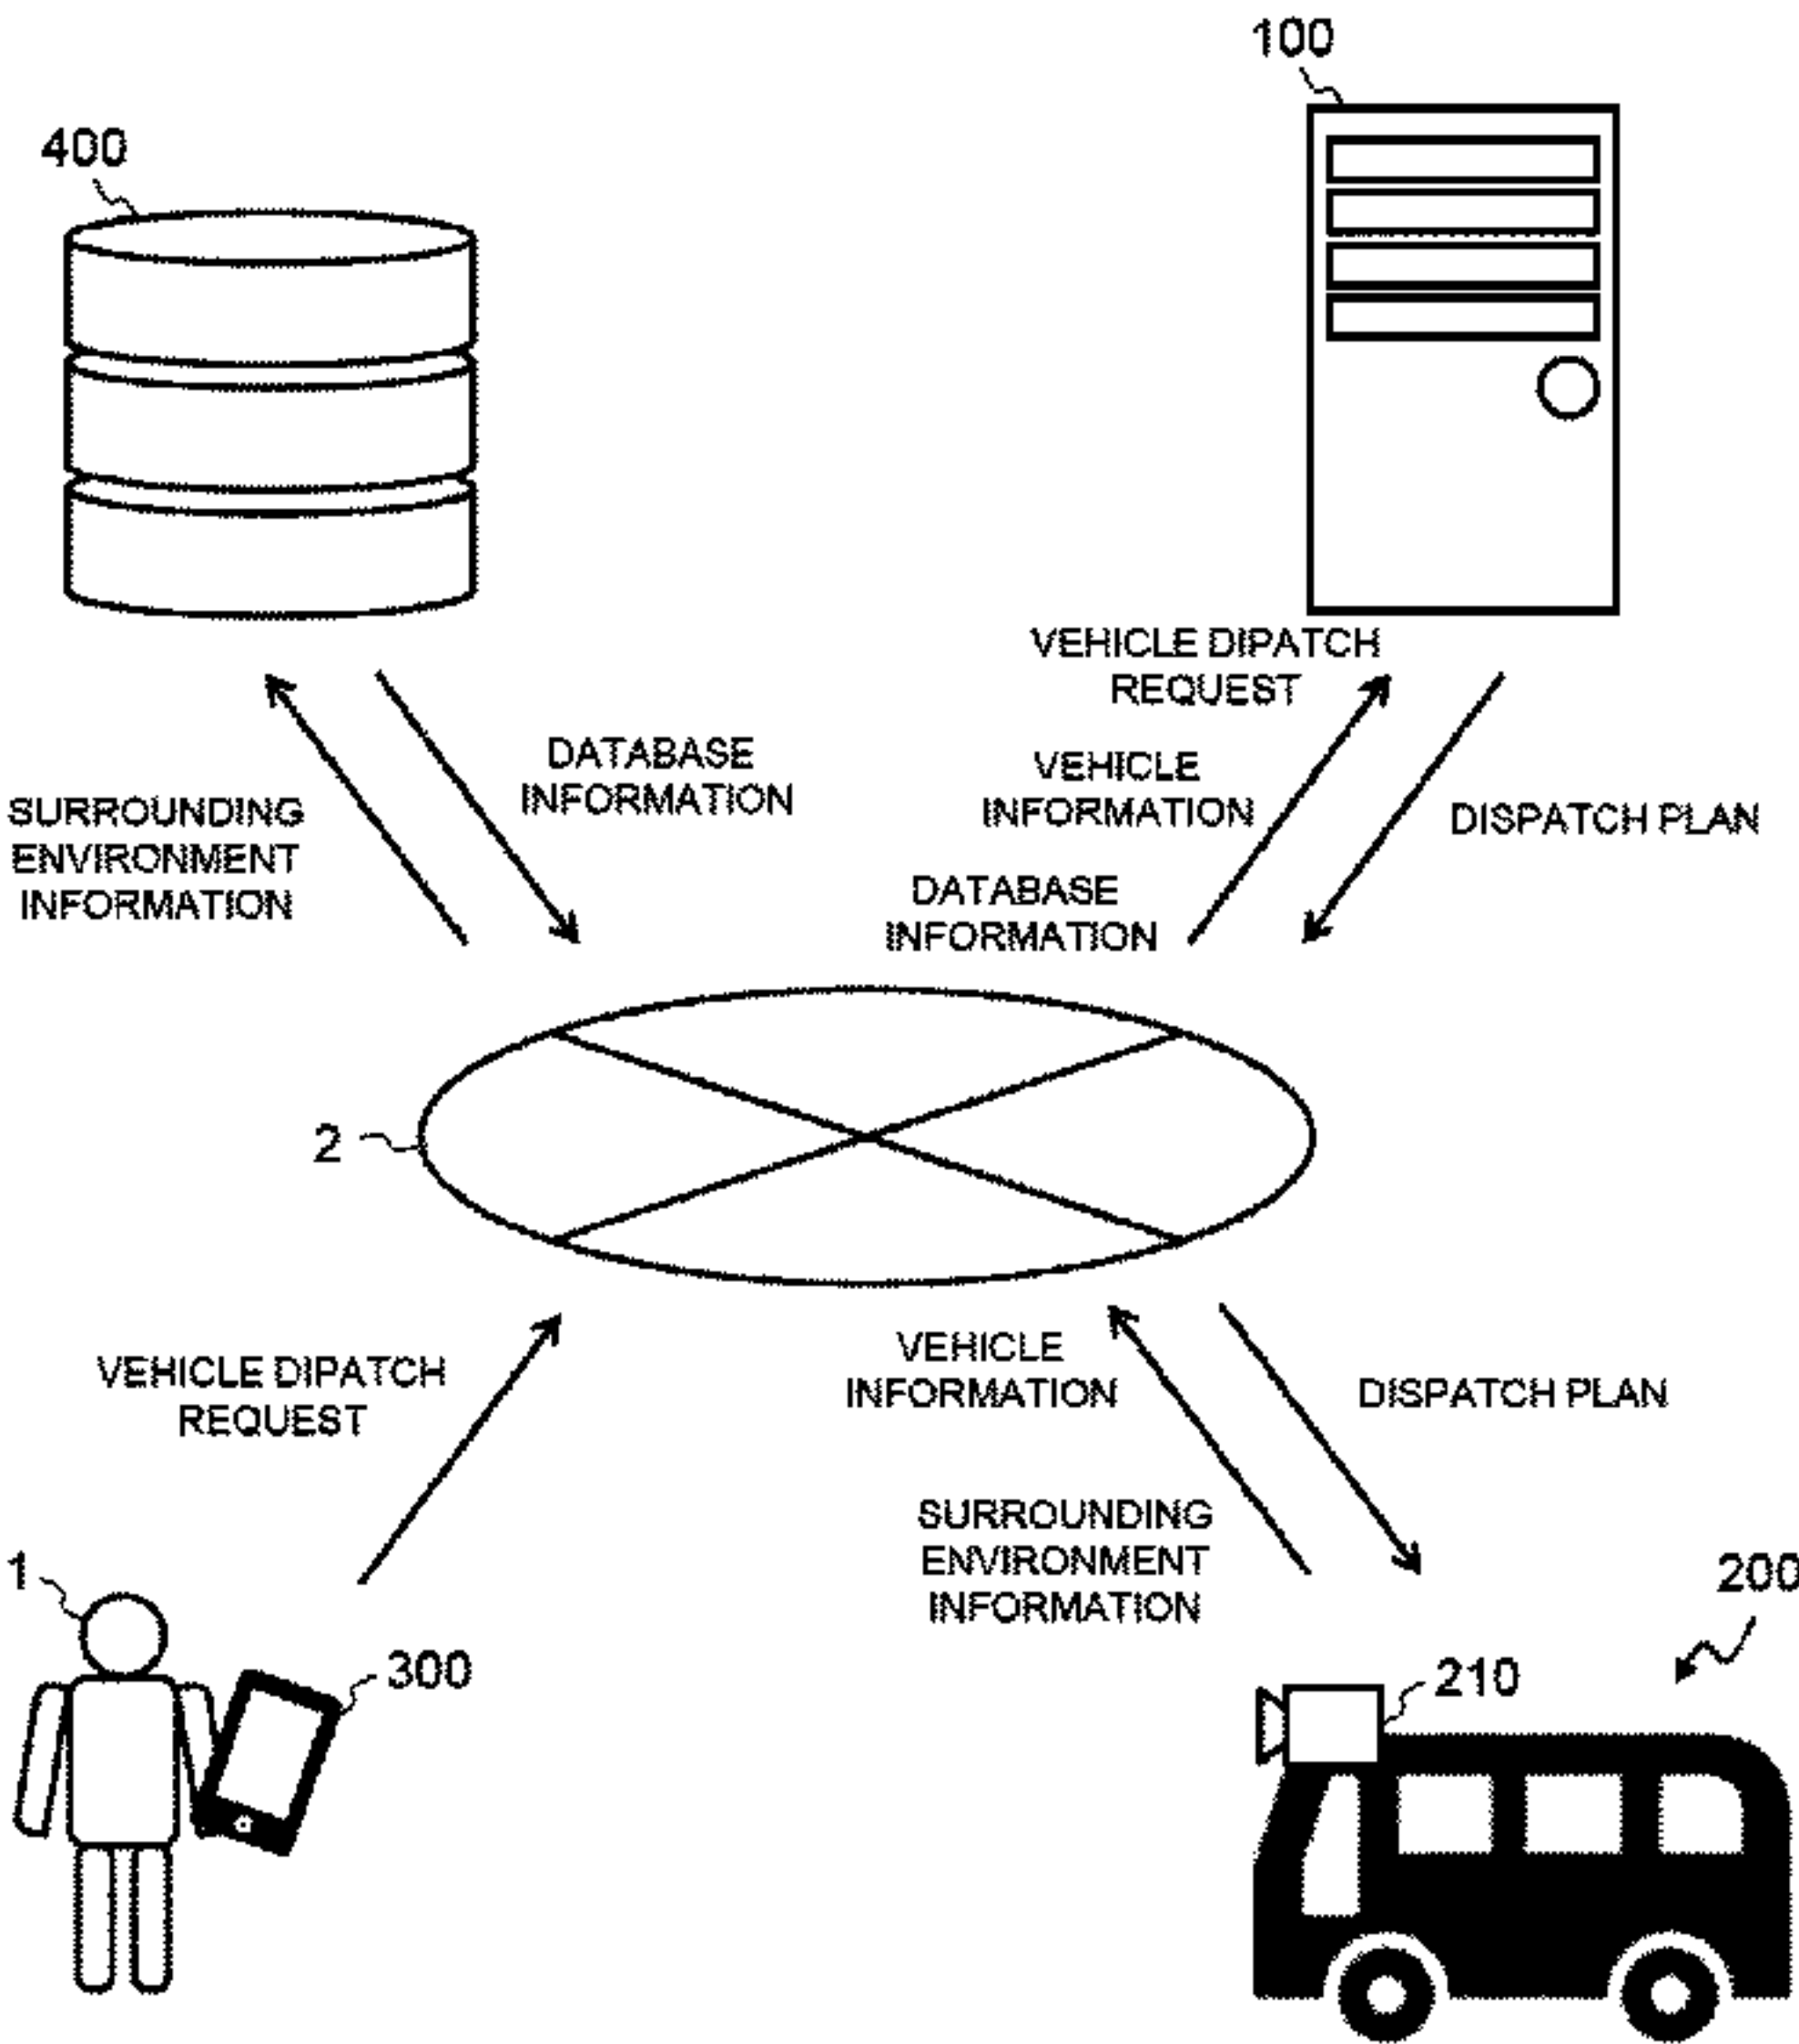 100
400
VEHICLE DIPATCH
REQUEST
DATABASE
INFORMATION
VEHICLE
INFORMATION
SURROUNDING
ENVIRONMENT
INFORMATION
DISPATCH PLAN
DATABASE
INFORMATION
2
VEHICLE DIPATCH
REQUEST
VEHICLE
INFORMATION
DISPATCH PLAN
SURROUNDING
ENVIRONMENT
INFORMATION
1
200
300
210